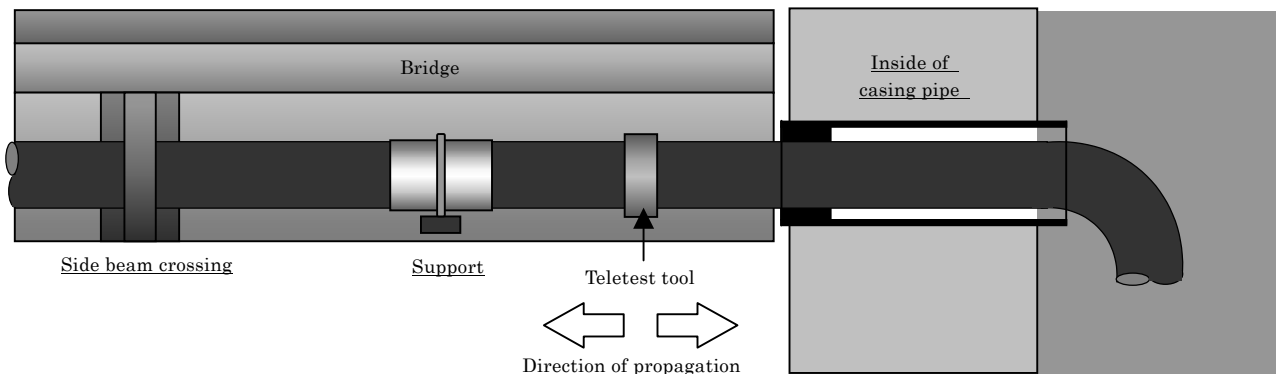 Bridge
Inside of
casing pipe
Side beam crossing
Support
Teletest tool
Direction of propagation